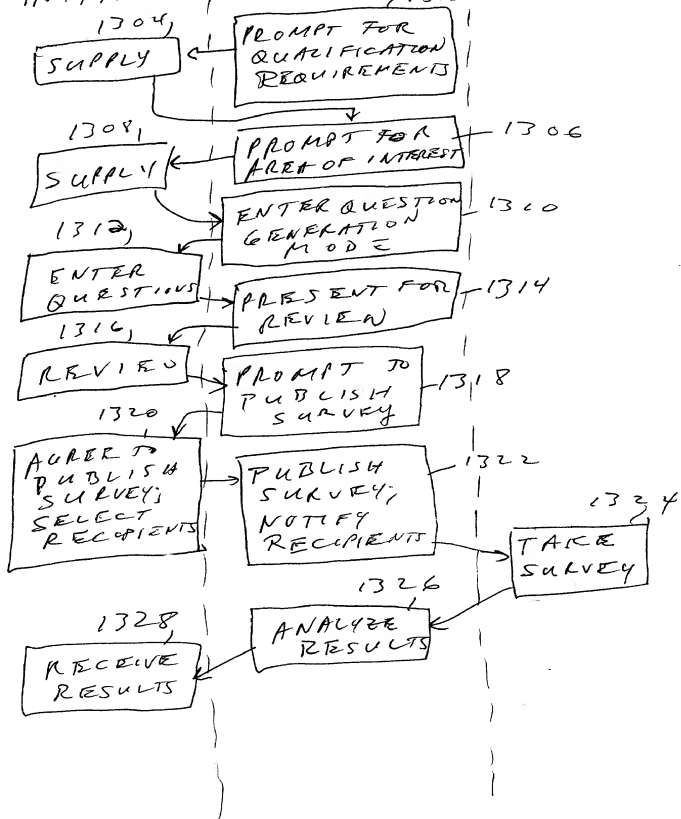 1304,
PROMPT FOR
QUALIFICATION
REQUIREMENTS
SUPPLY
1308,
PROMPT FOR
AREA OF INTEREST
1306
SUPPLY
ENTER QUESTION
GENERATION
MODE
1310
1312,
ENTER
QUESTIONS
PRESENT FOR
REVIEW
1314
1316,
REVIEW
PROMPT TO
PUBLISH
SURVEY
1318
1320
AGREE TO
PUBLISH
SURVEY;
SELECT
RECIPIENTS
PUBLISH
SURVEY;
NOTIFY
RECIPIENTS
1322
1324
TAKE
SURVEY
1326
ANALYZE
RESULTS
1328,
RECEIVE
RESULTS